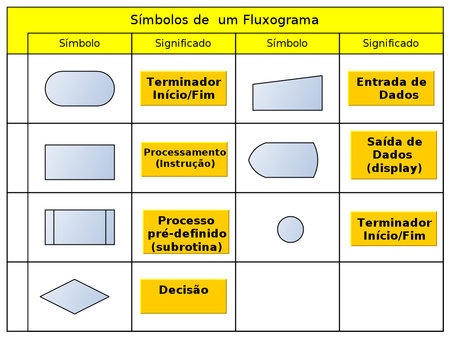 Símbolos de um Fluxograma
Símbolo Significado Símbolo Significado
Terminador
Início/Fim
Entrada de
Dados
Processamento
(Instrução)
Saída de
Dados
(display)
Processo
pré-definido
(subrotina)
Terminador
Início/Fim
Decisão